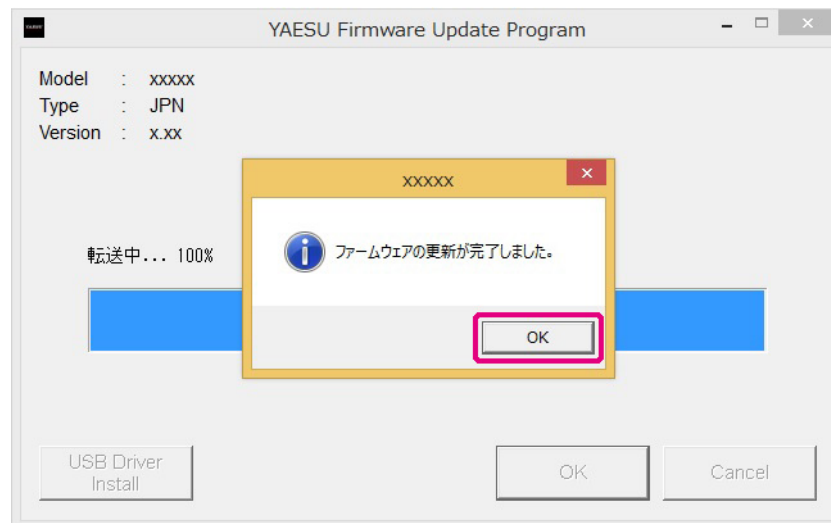 YAESU Firmware Update Program
Model : xxxxx
Type : JPN
Version : x.xx
xxxxx
ファームウェアの更新が完了しました。
転送中... 100%
OK
USB Driver
Install
OK
Cancel